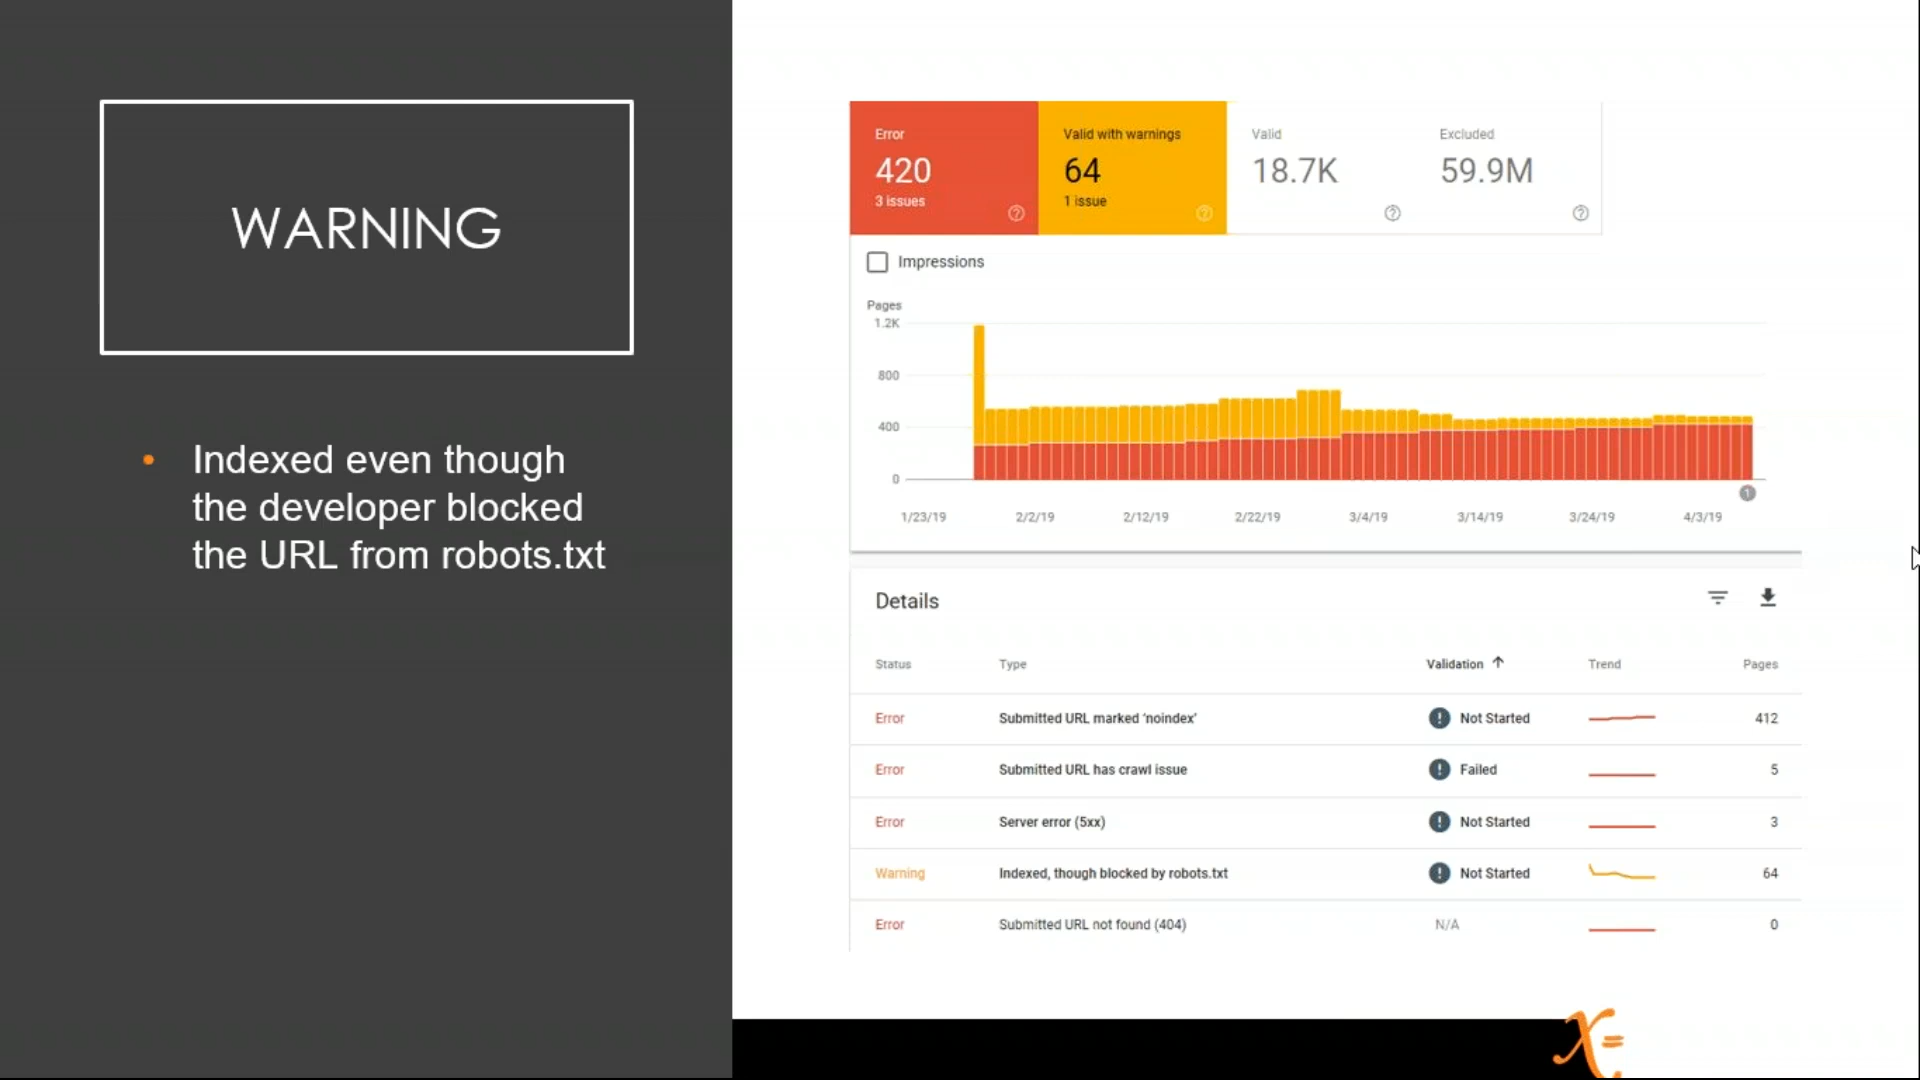 WARNING
• Indexed even though
the developer blocked
the URL from robots.txt
Error
420
3 issues
Valid with warnings
64
1 issue
Valid
18.7K
Excluded
59.9M
Impressions
Pages
1.2K
800
400
0
1
1/23/19 2/2/19 2/12/19 2/22/19 3/4/19 3/14/19 3/24/19 4/3/19
Details
Status Type Validation Trend Pages
Error Submitted URL marked ‘noindex’ Not Started 412
Error Submitted URL has crawl issue Failed 5
Error Server error (5xx) Not Started 3
Warning Indexed, though blocked by robots.txt Not Started 64
Error Submitted URL not found (404) N/A 0
X=